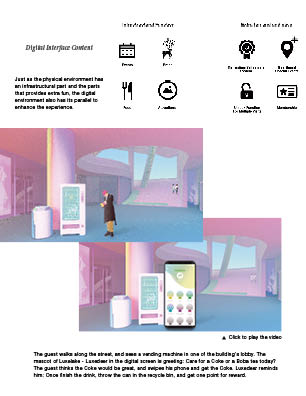 Digital Interface Content
Events
Food
Attractions
Membership
Just as the physical environment has
an infrastructural part and the parts
that provides extra fun, the digital
environment also has its parallel to
enhance the experience.
▲ Click to play the video
The guest walks along the street, and sees a vending machine in one of the building's lobby. The
mascot of Luxelake - Luxedeer in the digital screen is greeting: Care for a Coke or a Boba tea today?
The guest thinks the Coke would be great, and swipes his phone and get the Coke. Luxedeer reminds
him: Once finish the drink, throw the can in the recycle bin, and get one point for reward.